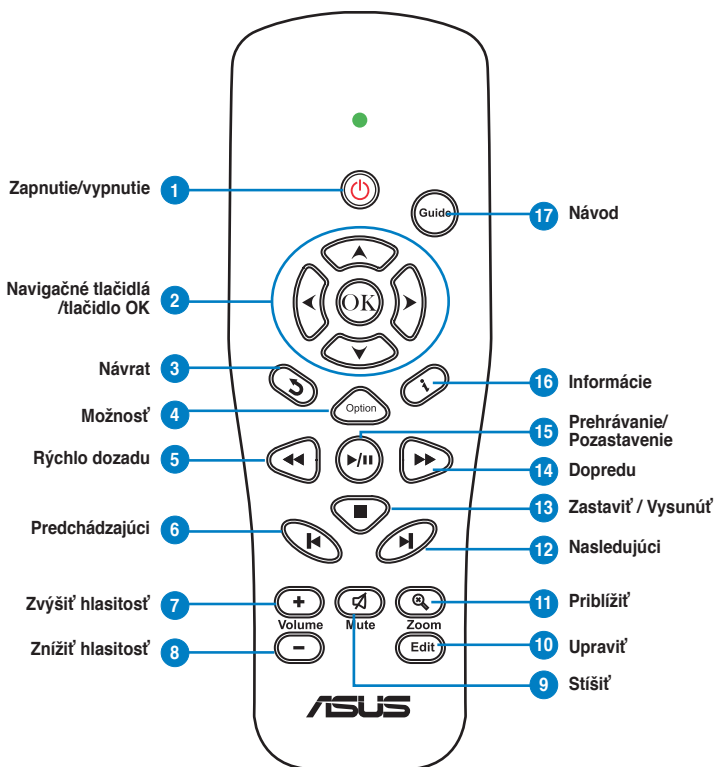 Zapnutie/vypnutie 1
Guide 17 Návod
Navigačné tlačidlá
/tlačidlo OK 2
OK
Návrat 3
i 16 Informácie
Možnosť 4
Option
15 Prehrávanie/
Pozastavenie
Rýchlo dozadu 5
14 Dopredu
13 Zastaviť / Vysunúť
Predchádzajúci 6
12 Nasledujúci
Zvýšiť hlasitosť 7
11 Priblížiť
Volume Mute Zoom
Znížiť hlasitosť 8
Edit 10 Upraviť
9 Stíšiť
ASUS